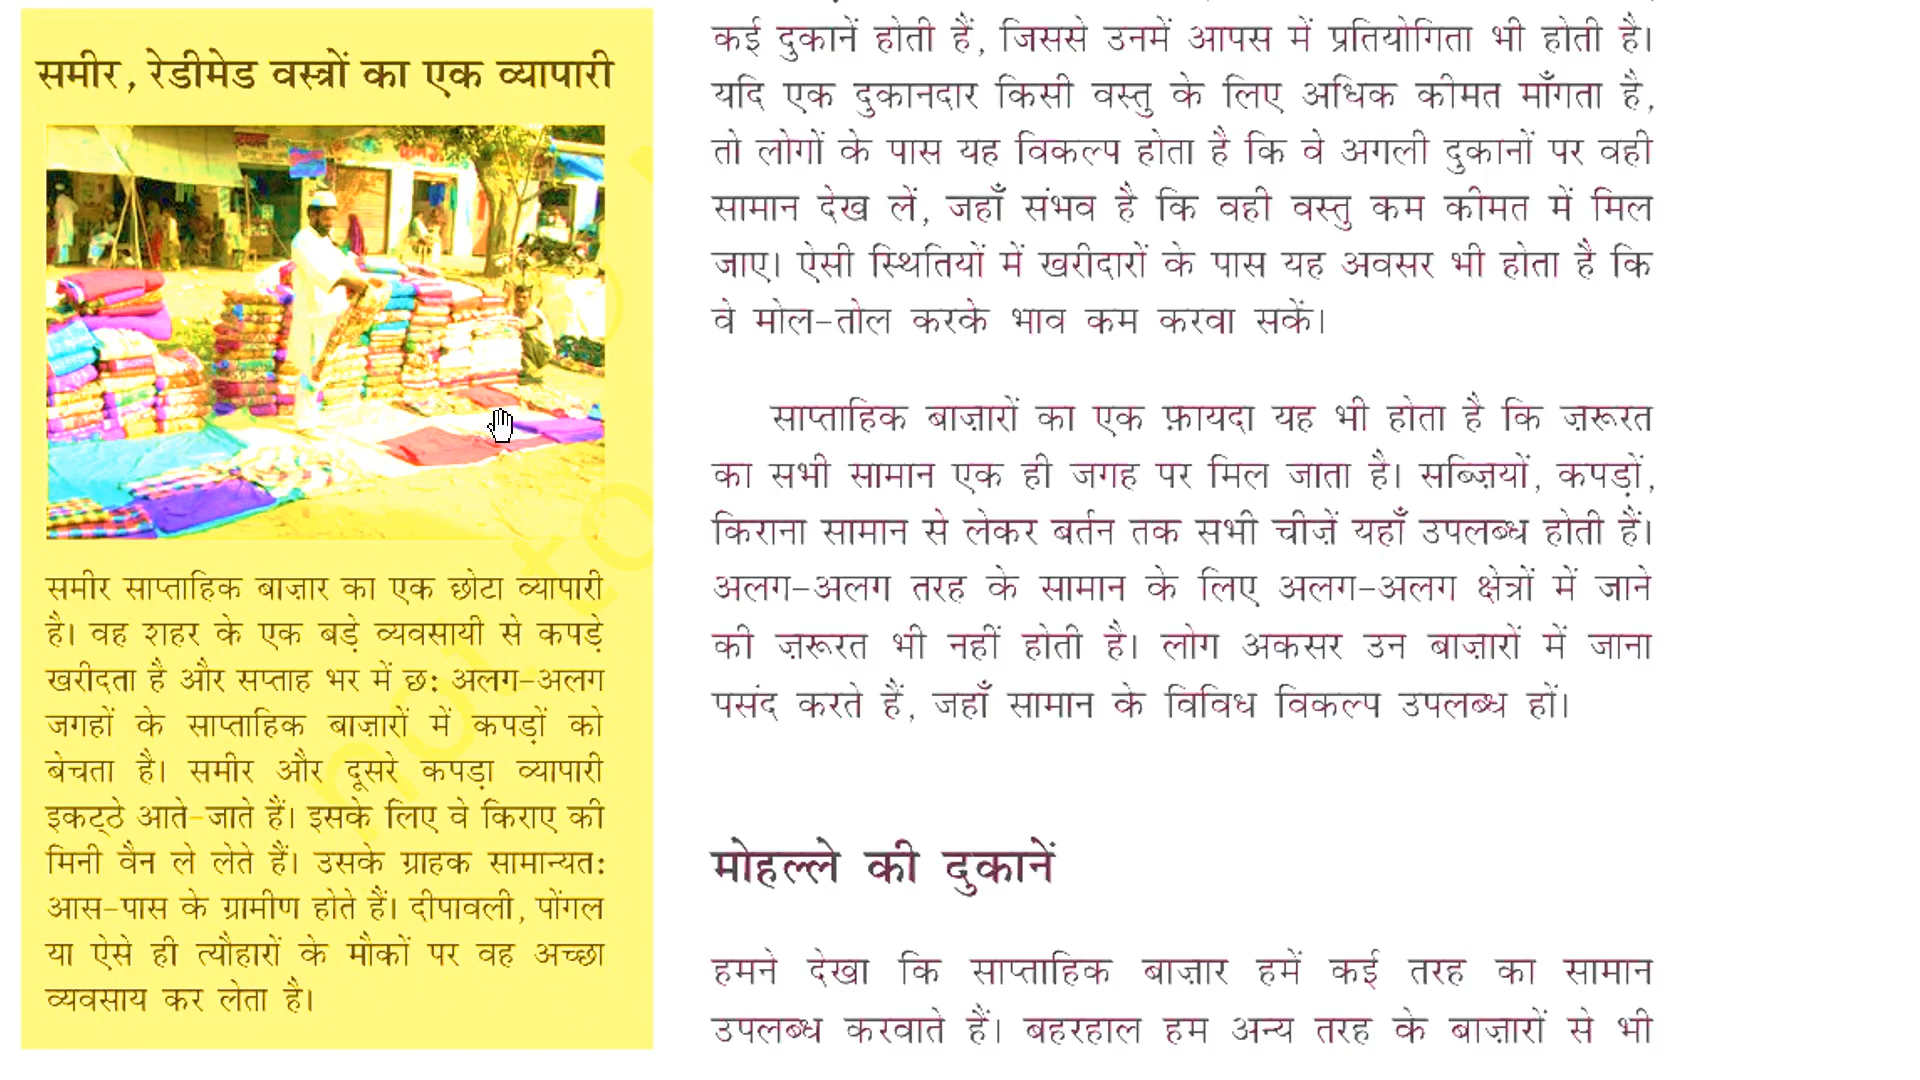 समीर, रेडीमेड वस्त्रों का एक व्यापारी
समीर साप्ताहिक बाज़ार का एक छोटा व्यापारी
है। वह शहर के एक बड़े व्यवसायी से कपड़े
खरीदता है और सप्ताह भर में छ: अलग-अलग
जगहों के साप्ताहिक बाज़ारों में कपड़ों को
बेचता है। समीर और दूसरे कपड़ा व्यापारी
इकट्ठे आते-जाते हैं। इसके लिए वे किराए की
मिनी वैन ले लेते हैं। उसके ग्राहक सामान्यत:
आस-पास के ग्रामीण होते हैं। दीपावली, पोंगल
या ऐसे ही त्यौहारों के मौकों पर वह अच्छा
व्यवसाय कर लेता है।
कई दुकानें होती हैं, जिससे उनमें आपस में प्रतियोगिता भी होती है।
यदि एक दुकानदार किसी वस्तु के लिए अधिक कीमत माँगता है,
तो लोगों के पास यह विकल्प होता है कि वे अगली दुकानों पर वही
सामान देख लें, जहाँ संभव है कि वही वस्तु कम कीमत में मिल
जाए। ऐसी स्थितियों में खरीदारों के पास यह अवसर भी होता है कि
वे मोल-तोल करके भाव कम करवा सकें।
साप्ताहिक बाज़ारों का एक फ़ायदा यह भी होता है कि ज़रूरत
का सभी सामान एक ही जगह पर मिल जाता है। सब्ज़ियों, कपड़ों,
किराना सामान से लेकर बर्तन तक सभी चीज़ें यहाँ उपलब्ध होती हैं।
अलग-अलग तरह के सामान के लिए अलग-अलग क्षेत्रों में जाने
की ज़रूरत भी नहीं होती है। लोग अकसर उन बाज़ारों में जाना
पसंद करते हैं, जहाँ सामान के विविध विकल्प उपलब्ध हों।
मोहल्ले की दुकानें
हमने देखा कि साप्ताहिक बाज़ार हमें कई तरह का सामान
उपलब्ध करवाते हैं। बहरहाल हम अन्य तरह के बाज़ारों से भी